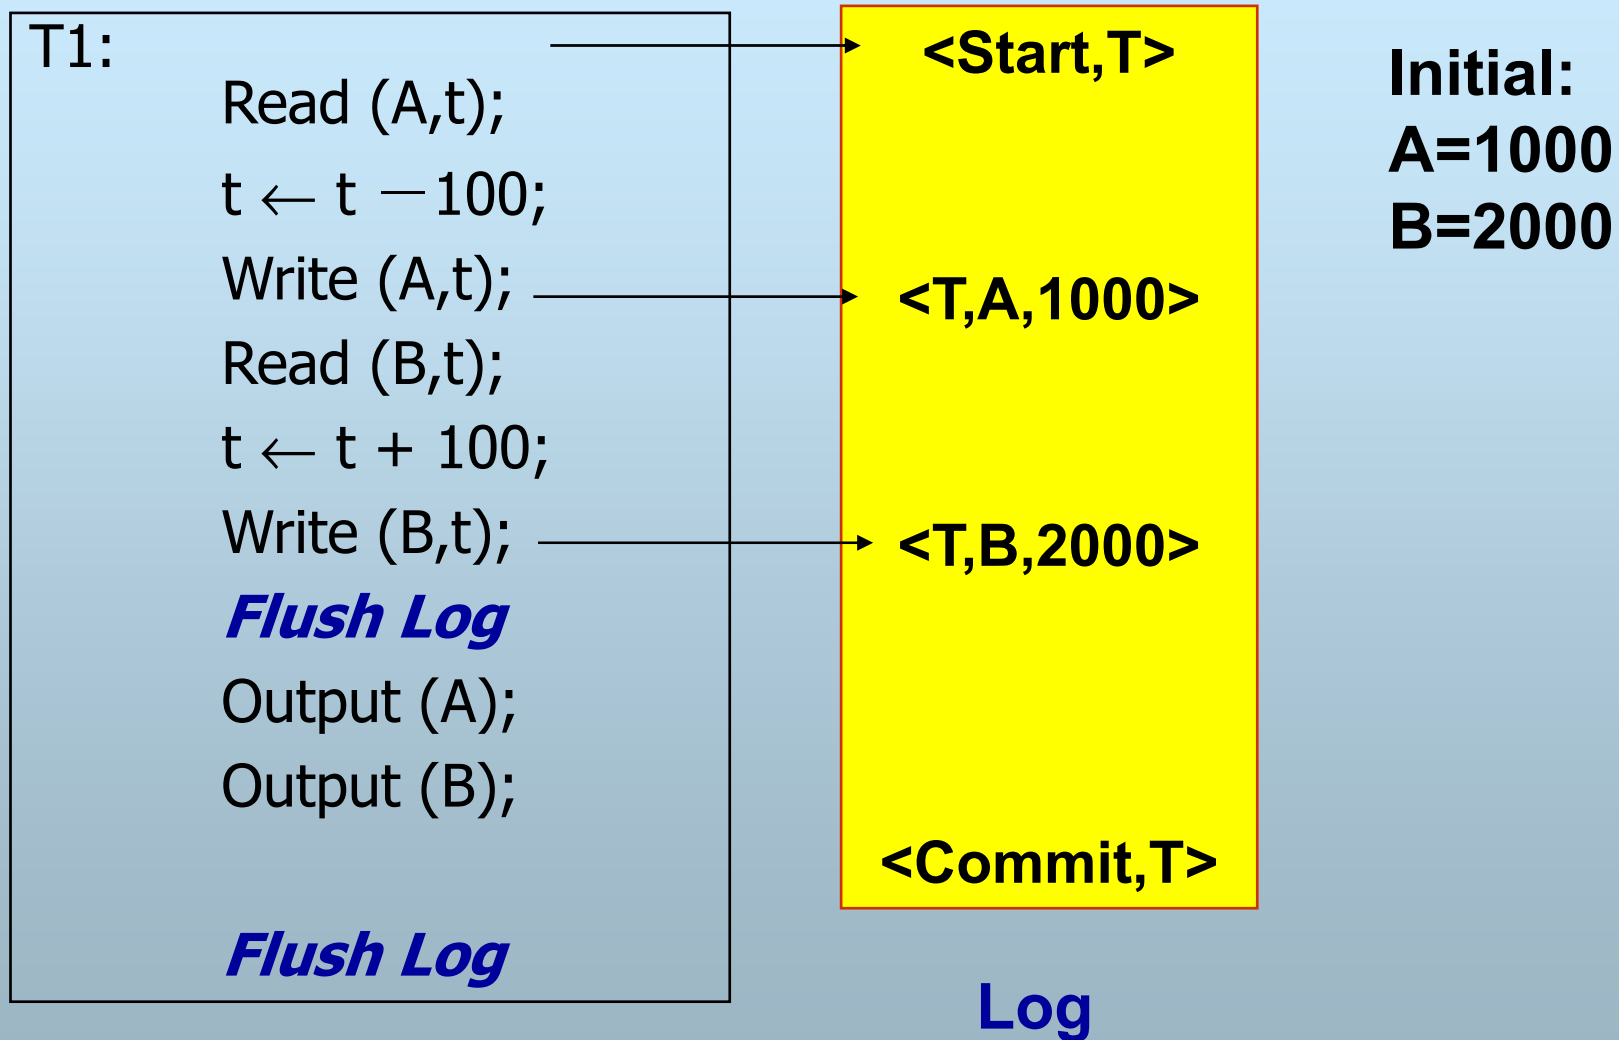 T1:
Read (A,t);
t ← t －100;
Write (A,t);
Read (B,t);
t ← t + 100;
Write (B,t);
Flush Log
Output (A);
Output (B);
Flush Log
<Start,T>
<T,A,1000>
<T,B,2000>
<Commit,T>
Log
Initial:
A=1000
B=2000